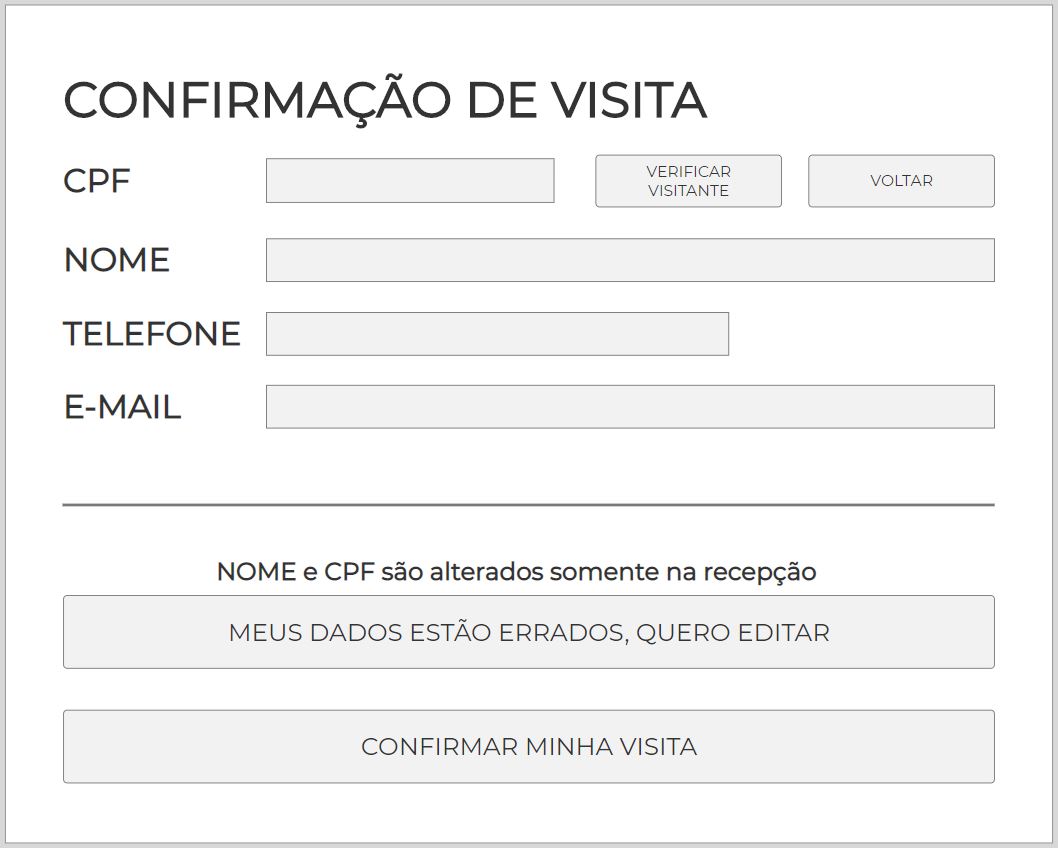 CONFIRMAÇÃO DE VISITA
CPF
VERIFICAR
VISITANTE
VOLTAR
NOME
TELEFONE
E-MAIL
NOME e CPF são alterados somente na recepção
MEUS DADOS ESTÃO ERRADOS, QUERO EDITAR
CONFIRMAR MINHA VISITA